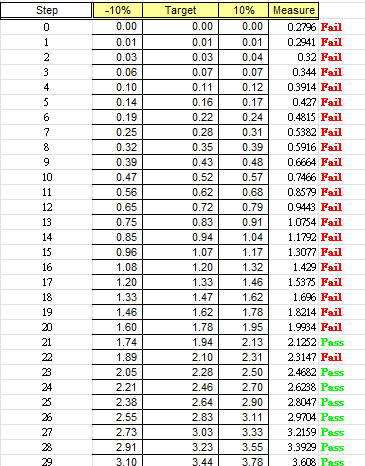 Step -10% Target 10% Measure
0 0.00 0.00 0.00 0.2796 Fail
1 0.01 0.01 0.01 0.2941 Fail
2 0.03 0.03 0.04 0.32 Fail
3 0.06 0.07 0.07 0.344 Fail
4 0.10 0.11 0.12 0.3914 Fail
5 0.14 0.16 0.17 0.427 Fail
6 0.19 0.22 0.24 0.4815 Fail
7 0.25 0.28 0.31 0.5382 Fail
8 0.32 0.35 0.39 0.5916 Fail
9 0.39 0.43 0.48 0.6664 Fail
10 0.47 0.52 0.57 0.7466 Fail
11 0.56 0.62 0.68 0.8579 Fail
12 0.65 0.72 0.79 0.9443 Fail
13 0.75 0.83 0.91 1.0754 Fail
14 0.85 0.94 1.04 1.1792 Fail
15 0.96 1.07 1.17 1.3077 Fail
16 1.08 1.20 1.32 1.429 Fail
17 1.20 1.33 1.46 1.5375 Fail
18 1.33 1.47 1.62 1.696 Fail
19 1.46 1.62 1.78 1.8214 Fail
20 1.60 1.78 1.95 1.9934 Fail
21 1.74 1.94 2.13 2.1252 Pass
22 1.89 2.10 2.31 2.3147 Fail
23 2.05 2.28 2.50 2.4682 Pass
24 2.21 2.46 2.70 2.6238 Pass
25 2.38 2.64 2.90 2.8047 Pass
26 2.55 2.83 3.11 2.9704 Pass
27 2.73 3.03 3.33 3.2159 Pass
28 2.91 3.23 3.55 3.3929 Pass
29 3.10 3.44 3.78 3.608 Pass